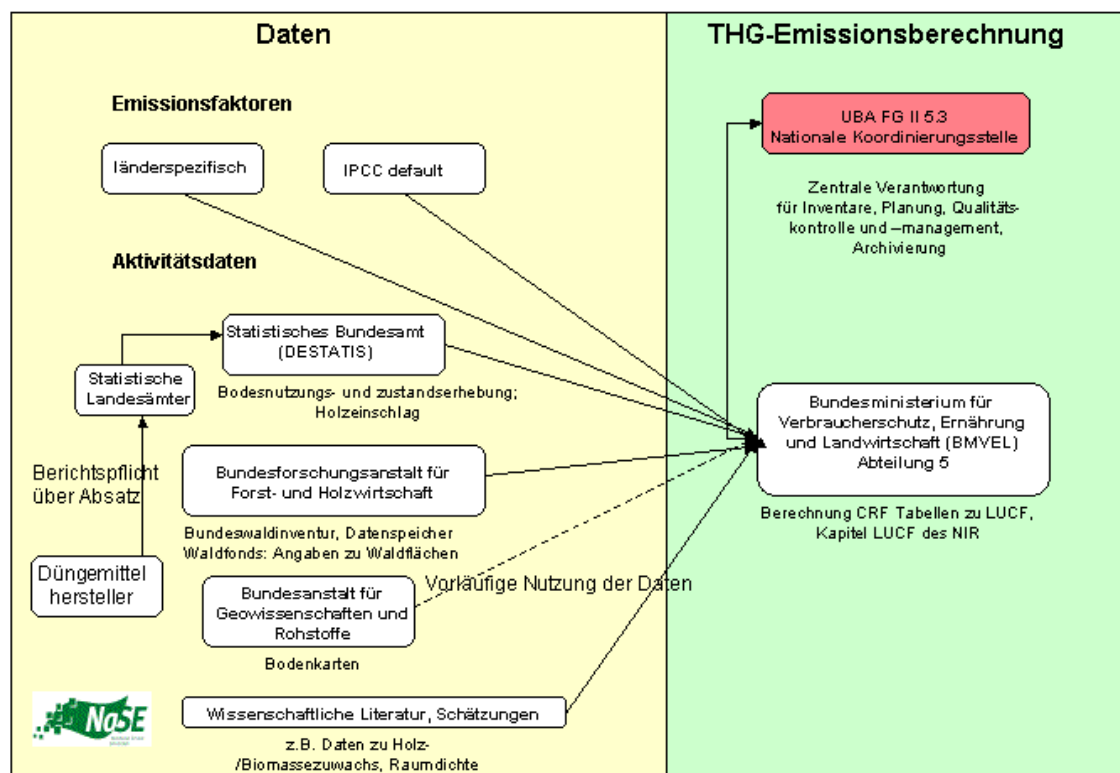 Daten
THG-Emissionsberechnung
Emissionsfaktoren
länderspezifisch
IPCC default
Aktivitätsdaten
Statistisches Bundesamt
(DESTATIS)
Bodesnutzungs- und zustandserhebung;
Holzeinschlag
Statistische
Landesämter
Berichtspflicht
über Absatz
Düngemittel
hersteller
Bundesforschungsanstalt für
Forst- und Holzwirtschaft
Bundeswaldinventur, Datenspeicher
Waldfonds: Angaben zu Waldflächen
Vorläufige Nutzung der Daten
Bundesanstalt für
Geowissenschaften und
Rohstoffe
Bodenkarten
NaSE
Wissenschaftliche Literatur, Schätzungen
z.B. Daten zu Holz-
/Biomassezuwachs, Raumdichte
UBA FG II 5.3
Nationale Koordinierungsstelle
Zentrale Verantwortung
für Inventare, Planung, Qualitäts-
kontrolle und –management,
Archivierung
Bundesministerium für
Verbraucherschutz, Ernährung
und Landwirtschaft (BMVEL)
Abteilung 5
Berechnung CRF Tabellen zu LUCF,
Kapitel LUCF des NIR